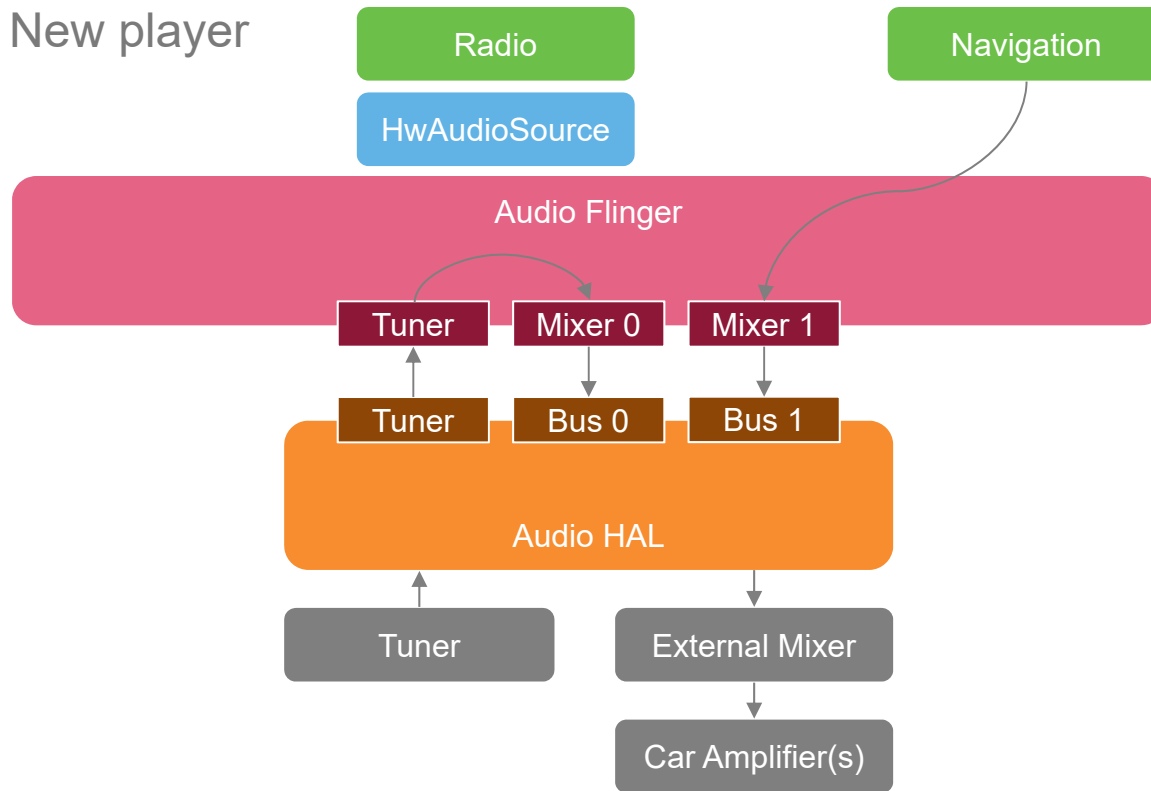 New player
Radio
Navigation
HwAudioSource
Audio Flinger
Tuner
Mixer 0
Mixer 1
Tuner
Bus 0
Bus 1
Audio HAL
Tuner
External Mixer
Car Amplifier(s)